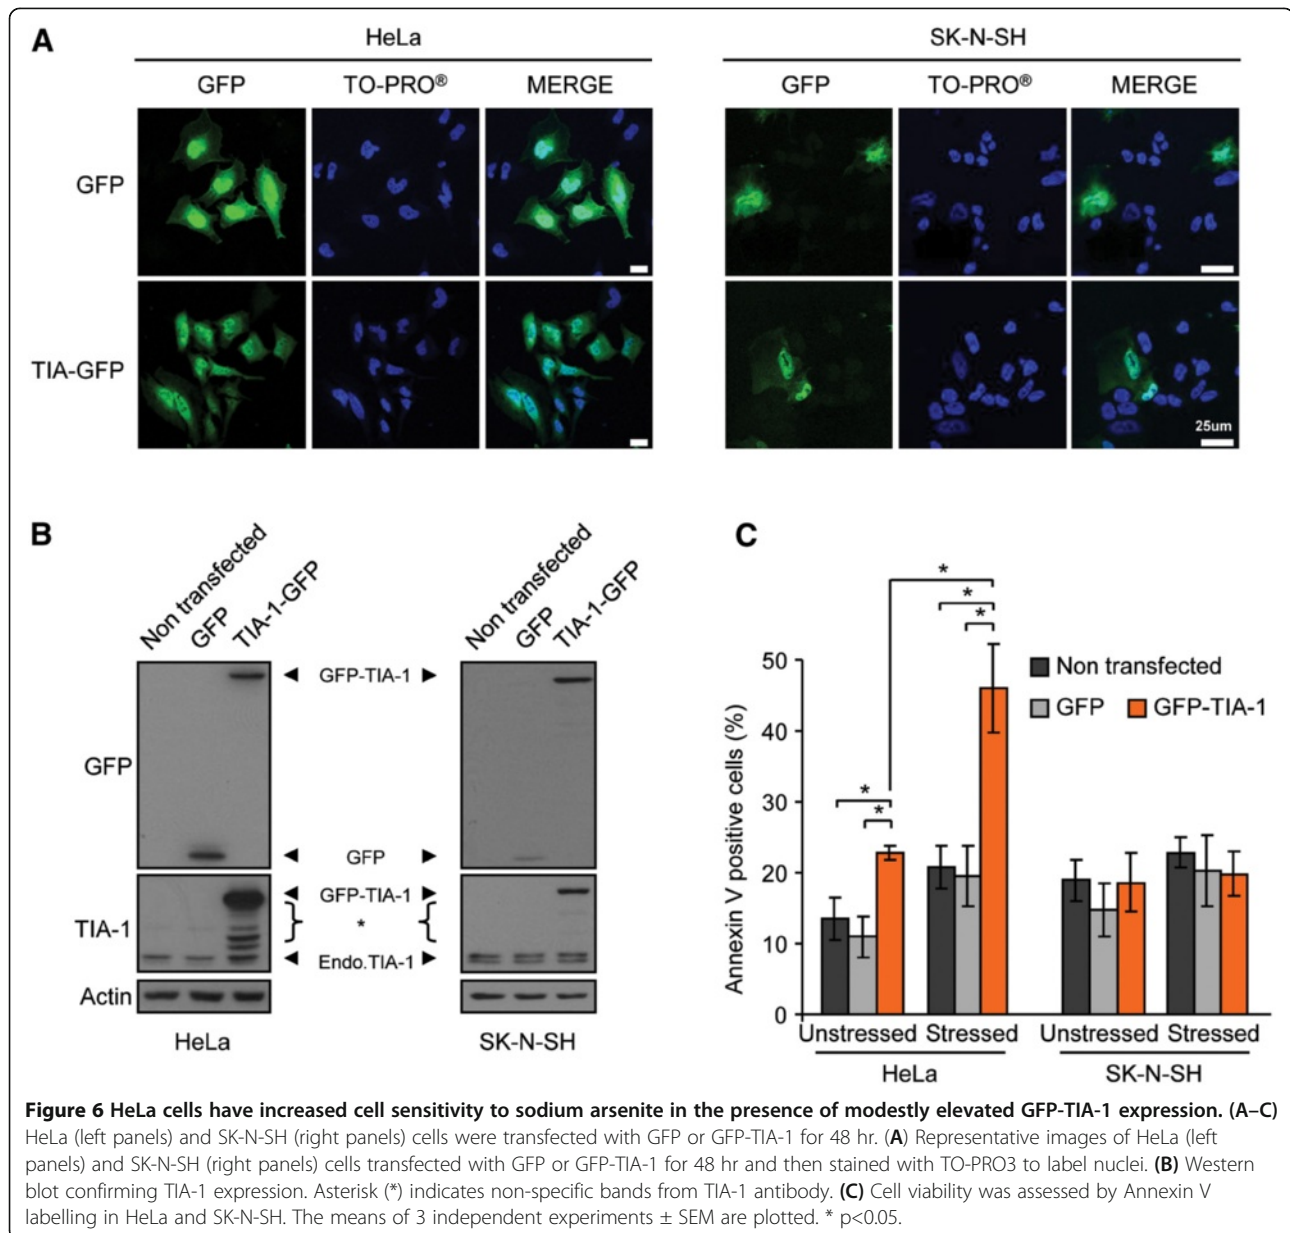 A
HeLa
SK-N-SH
GFP TO-PRO® MERGE
GFP TO-PRO® MERGE
GFP
TIA-GFP
25um
B
Non transfected
GFP
TIA-1-GFP
Non transfected
GFP
TIA-1-GFP
GFP
◄ GFP-TIA-1 ►
◄ GFP ►
TIA-1
◄ GFP-TIA-1 ►
} * {
◄ Endo.TIA-1 ►
Actin
HeLa
SK-N-SH
C
Annexin V positive cells (%)
50
40
30
20
10
0
*
*
*
*
*
Non transfected
GFP
GFP-TIA-1
Unstressed Stressed Unstressed Stressed
HeLa
SK-N-SH
Figure 6 HeLa cells have increased cell sensitivity to sodium arsenite in the presence of modestly elevated GFP-TIA-1 expression. (A–C)
HeLa (left panels) and SK-N-SH (right panels) cells were transfected with GFP or GFP-TIA-1 for 48 hr. (A) Representative images of HeLa (left
panels) and SK-N-SH (right panels) cells transfected with GFP or GFP-TIA-1 for 48 hr and then stained with TO-PRO3 to label nuclei. (B) Western
blot confirming TIA-1 expression. Asterisk (*) indicates non-specific bands from TIA-1 antibody. (C) Cell viability was assessed by Annexin V
labelling in HeLa and SK-N-SH. The means of 3 independent experiments ± SEM are plotted. * p<0.05.